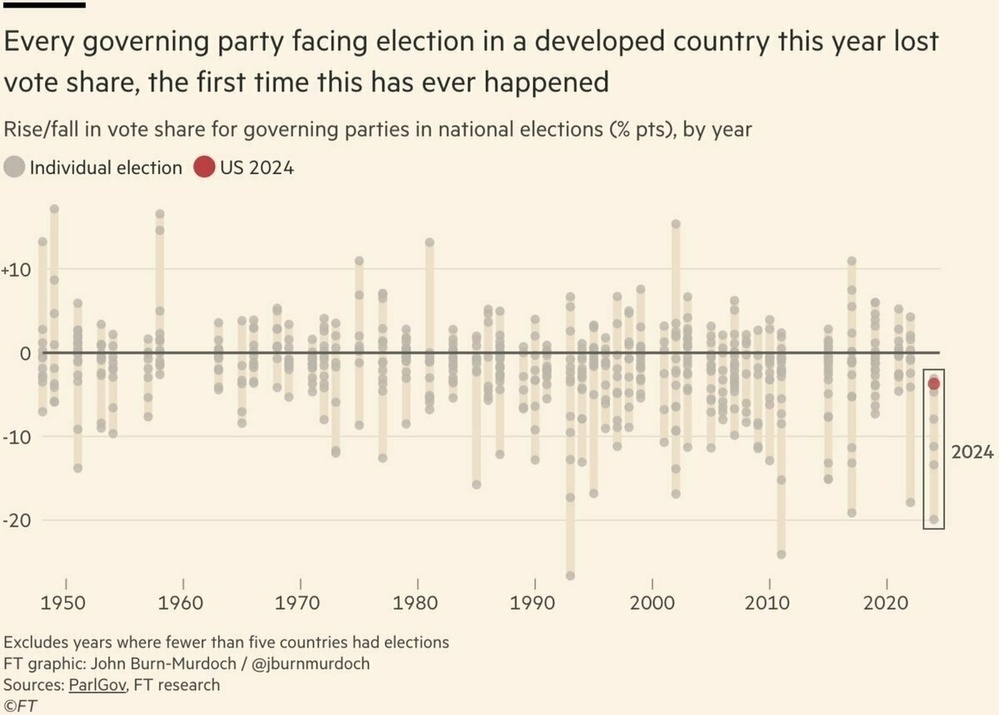 Every governing party facing election in a developed country this year lost
vote share, the first time this has ever happened
Rise/fall in vote share for governing parties in national elections (% pts), by year
Individual election US 2024
+10
0
-10
2024
-20
1950 1960 1970 1980 1990 2000 2010 2020
Excludes years where fewer than five countries had elections
FT graphic: John Burn-Murdoch / @jburnmurdoch
Sources: ParlGov, FT research
©FT